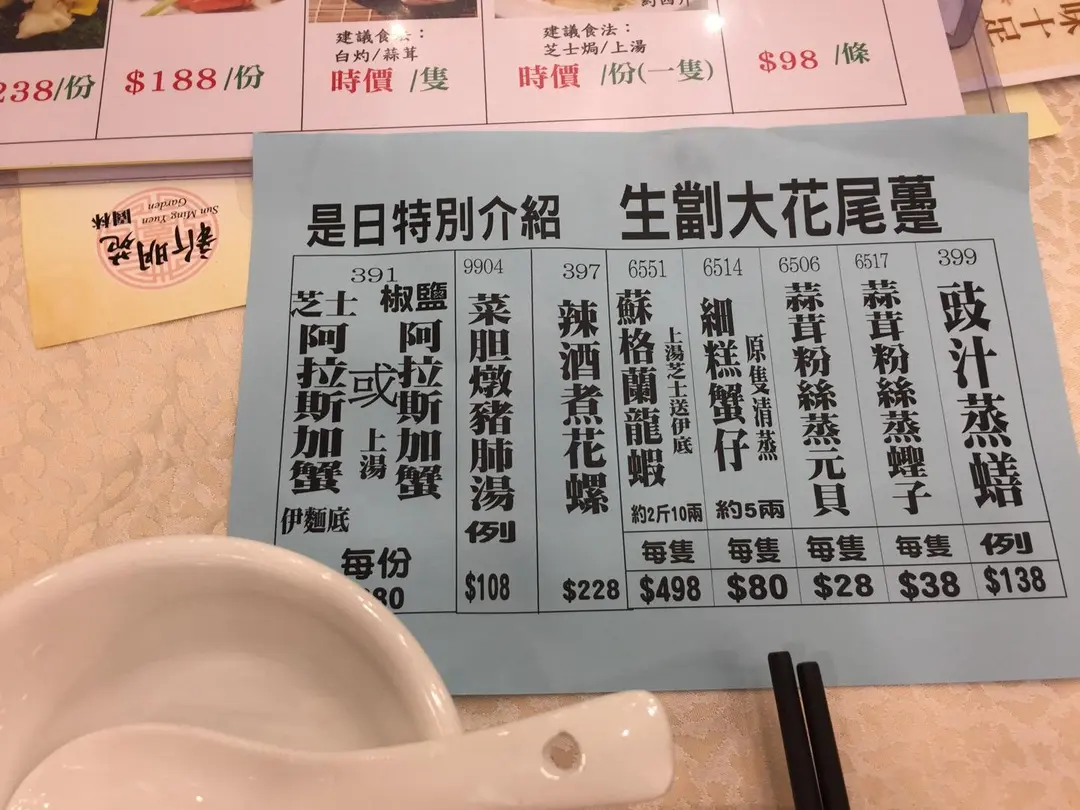 建議食法：
白灼/蒜茸
時價 /隻
約四斤
建議食法：
芝士焗/上湯
時價 /份(一隻)
238/份
$188/份
$98 /條
新明苑
園林
Sun Ming Yuen
Garden
是日特別介紹 生劏大花尾躉
391
芝士阿拉斯加蟹
伊麵底
或
上湯
椒鹽阿拉斯加蟹
每份
80
9904
菜胆燉豬肺湯
例
$108
397
辣酒煮花螺
$228
6551
蘇格蘭龍蝦
上湯芝士送伊底
約2斤10兩
每隻
$498
6514
細糕蟹仔
原隻清蒸
約5兩
每隻
$80
6506
蒜茸粉絲蒸元貝
每隻
$28
6517
蒜茸粉絲蒸蟶子
每隻
$38
399
豉汁蒸蟮
例
$138